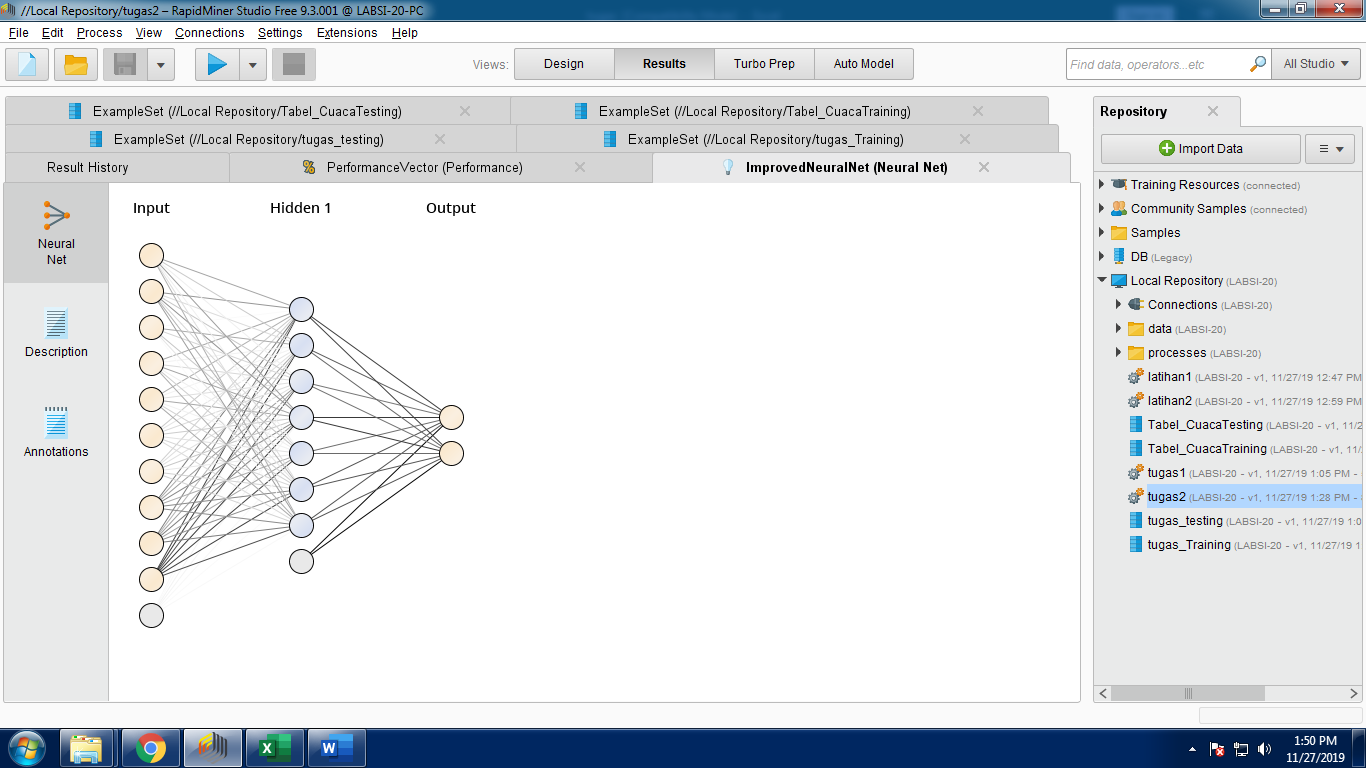 //Local Repository/tugas2 – RapidMiner Studio Free 9.3.001 @ LABSI-20-PC
File Edit Process View Connections Settings Extensions Help
Views: Design Results Turbo Prep Auto Model Find data, operators...etc All Studio
ExampleSet (//Local Repository/Tabel_CuacaTesting) ExampleSet (//Local Repository/Tabel_CuacaTraining)
ExampleSet (//Local Repository/tugas_testing) ExampleSet (//Local Repository/tugas_Training)
Result History PerformanceVector (Performance) ImprovedNeuralNet (Neural Net)
Neural
Net
Description
Annotations
Input Hidden 1 Output
Repository
Import Data
Training Resources (connected)
Community Samples (connected)
Samples
DB (Legacy)
Local Repository (LABSI-20)
Connections (LABSI-20)
data (LABSI-20)
processes (LABSI-20)
latihan1 (LABSI-20 - v1, 11/27/19 12:47 PM
latihan2 (LABSI-20 - v1, 11/27/19 12:59 PM
Tabel_CuacaTesting (LABSI-20 - v1, 11/2
Tabel_CuacaTraining (LABSI-20 - v1, 11/
tugas1 (LABSI-20 - v1, 11/27/19 1:05 PM -
tugas2 (LABSI-20 - v1, 11/27/19 1:28 PM -
tugas_testing (LABSI-20 - v1, 11/27/19 1:0
tugas_Training (LABSI-20 - v1, 11/27/19 1
1:50 PM
11/27/2019